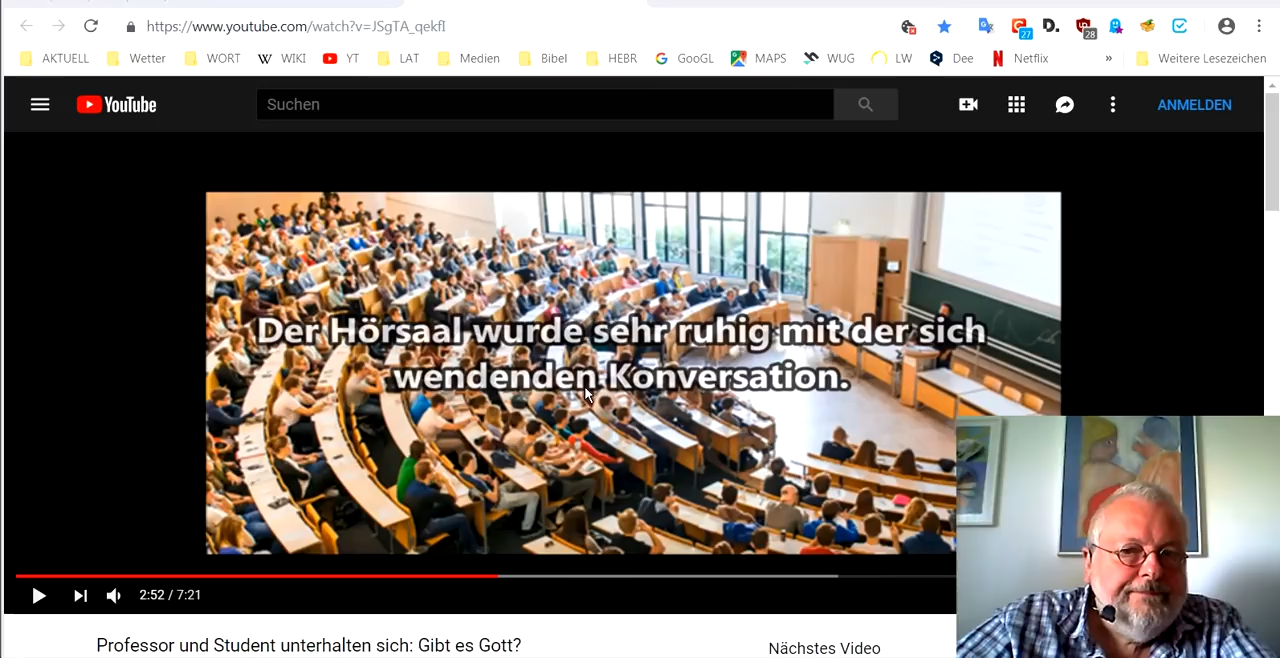 https://www.youtube.com/watch?v=JSgTA_qekfI
27
D.
28
AKTUELL Wetter WORT WIKI YT LAT Medien Bibel HEBR GooGL MAPS WUG LW Dee Netflix » Weitere Lesezeichen
YouTube
Suchen
ANMELDEN
Der Hörsaal wurde sehr ruhig mit der sich
wendenden Konversation.
2:52 / 7:21
Professor und Student unterhalten sich: Gibt es Gott?
Nächstes Video